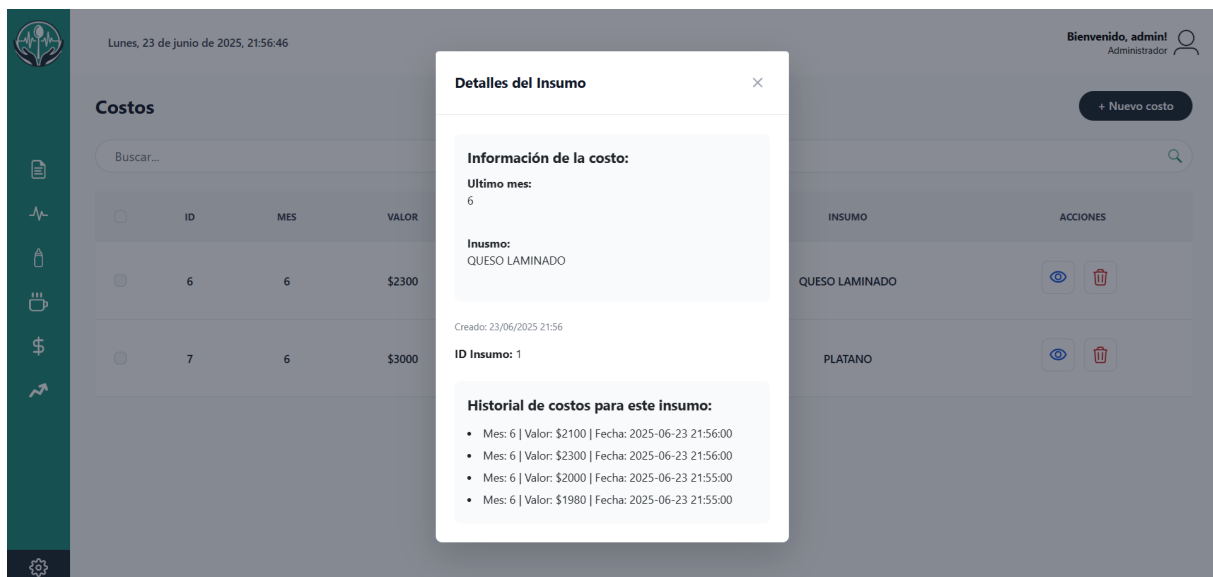 Lunes, 23 de junio de 2025, 21:56:46
Bienvenido, admin!
Administrador
Costos
+ Nuevo costo
Buscar...
ID MES VALOR INSUMO ACCIONES
6 6 $2300 QUESO LAMINADO
7 6 $3000 PLATANO
Detalles del Insumo
Información de la costo:
Ultimo mes:
6
Inusmo:
QUESO LAMINADO
Creado: 23/06/2025 21:56
ID Insumo: 1
Historial de costos para este insumo:
• Mes: 6 | Valor: $2100 | Fecha: 2025-06-23 21:56:00
• Mes: 6 | Valor: $2300 | Fecha: 2025-06-23 21:56:00
• Mes: 6 | Valor: $2000 | Fecha: 2025-06-23 21:55:00
• Mes: 6 | Valor: $1980 | Fecha: 2025-06-23 21:55:00